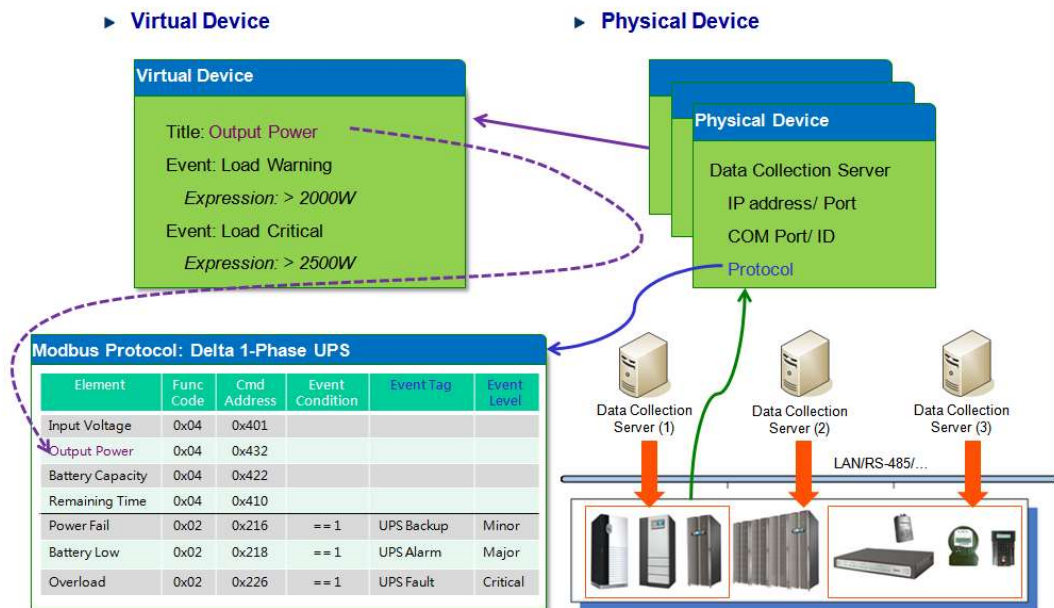 Virtual Device
Physical Device
Virtual Device
Title: Output Power
Event: Load Warning
Expression: > 2000W
Event: Load Critical
Expression: > 2500W
Physical Device
Data Collection Server
IP address/ Port
COM Port/ ID
Protocol
Modbus Protocol: Delta 1-Phase UPS
Element Func Code Cmd Address Event Condition Event Tag Event Level
Input Voltage 0x04 0x401
Output Power 0x04 0x432
Battery Capacity 0x04 0x422
Remaining Time 0x04 0x410
Power Fail 0x02 0x216 ==1 UPS Backup Minor
Battery Low 0x02 0x218 ==1 UPS Alarm Major
Overload 0x02 0x226 ==1 UPS Fault Critical
Data Collection
Server (1)
Data Collection
Server (2)
Data Collection
Server (3)
LAN/RS-485/...